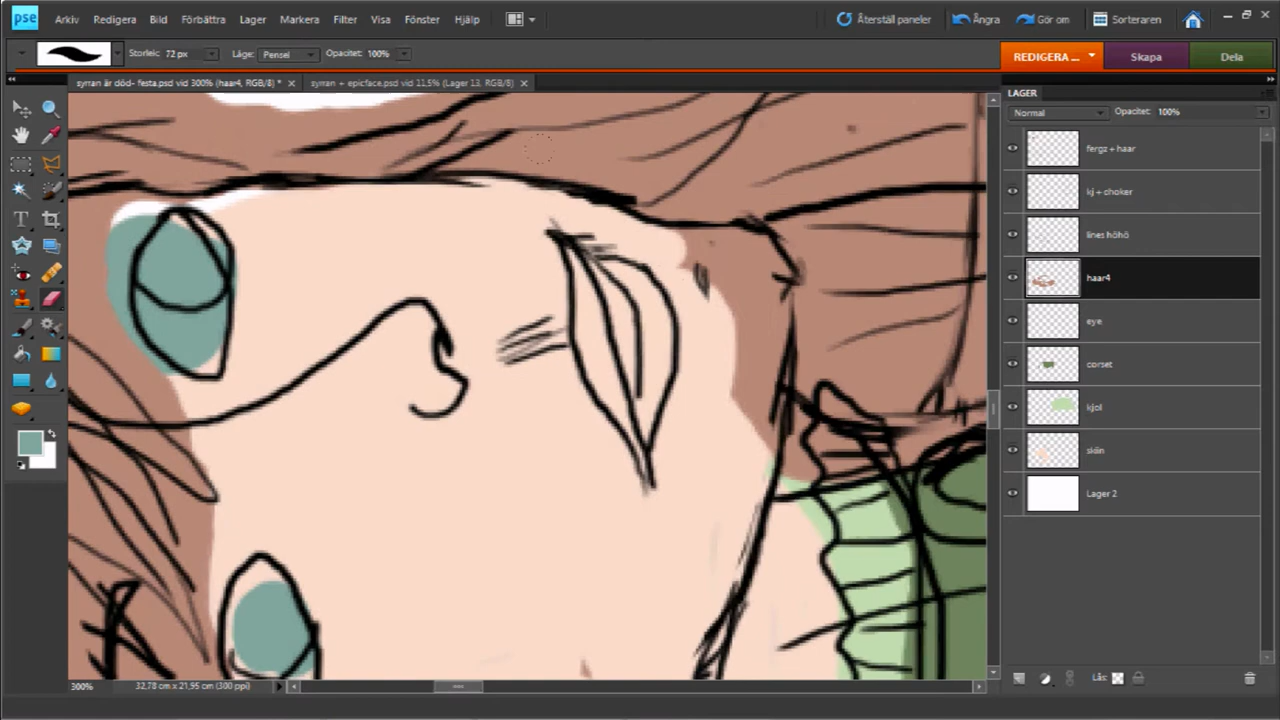 pse Arkiv Redigera Bild Förbättra Lager Markera Filter Visa Fönster Hjälp Återställ paneler Ångra Gör om Sorteraren
Storlek: 72 px Läge: Pensel Opacitet: 100% REDIGERA ... Skapa Dela
syrran är död- festa.psd vid 300% (haar4, RGB/8) * × syrran + epicface.psd vid 11,5% (Lager 13, RGB/8) ×
LAGER
Normal Opacitet: 100%
fergz + haar
kj + choker
lines höhö
haar4
eye
corset
kjol
skin
Lager 2
300% 32,78 cm x 21,95 cm (300 ppi) Lås: